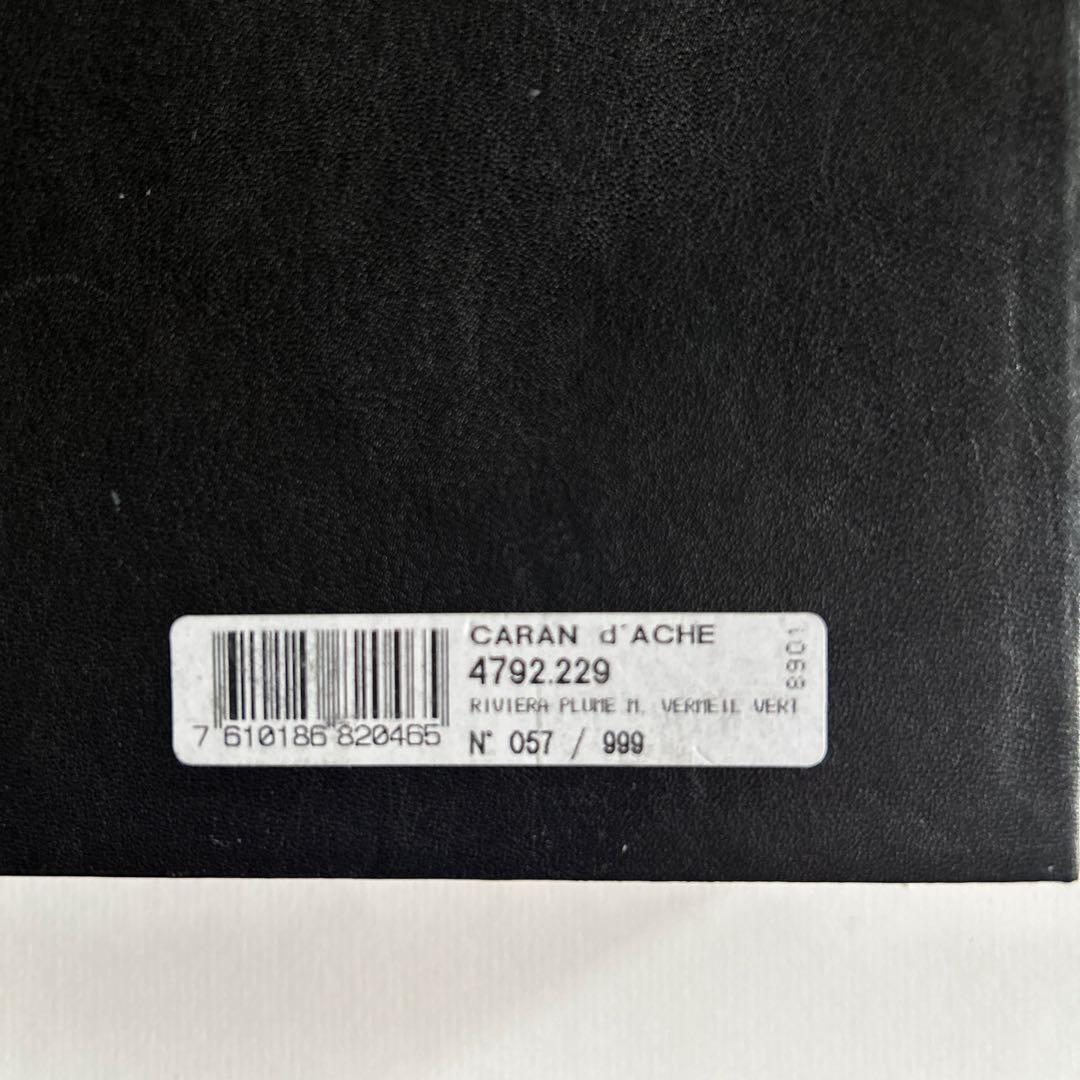 CARAN d'ACHE
4792.229
RIVIERA PLUME M. VERMEIL VERT
N° 057 / 999
7 610186 820465
8901